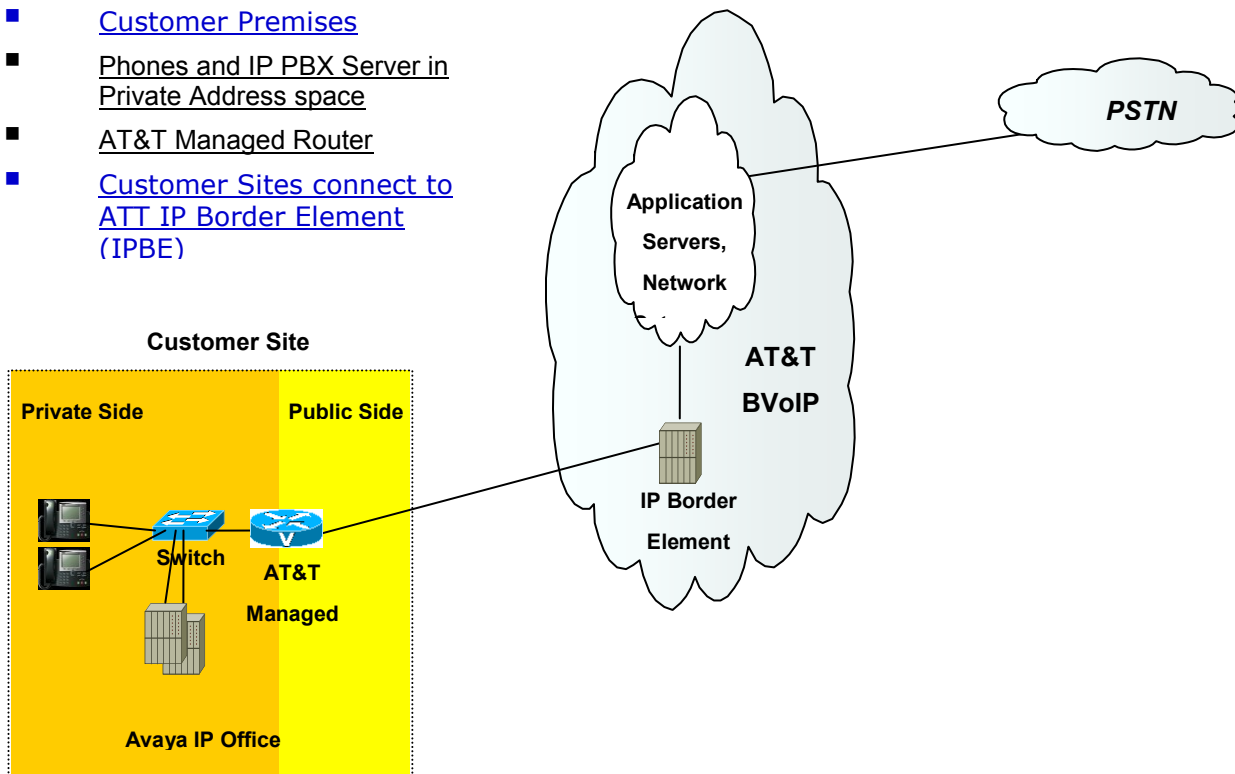 Customer Premises
Phones and IP PBX Server in
Private Address space
AT&T Managed Router
Customer Sites connect to
ATT IP Border Element
(IPBE)
PSTN
Application
Servers,
Network
AT&T
BVoIP
IP Border
Element
Customer Site
Private Side
Public Side
Switch
V
AT&T
Managed
Avaya IP Office